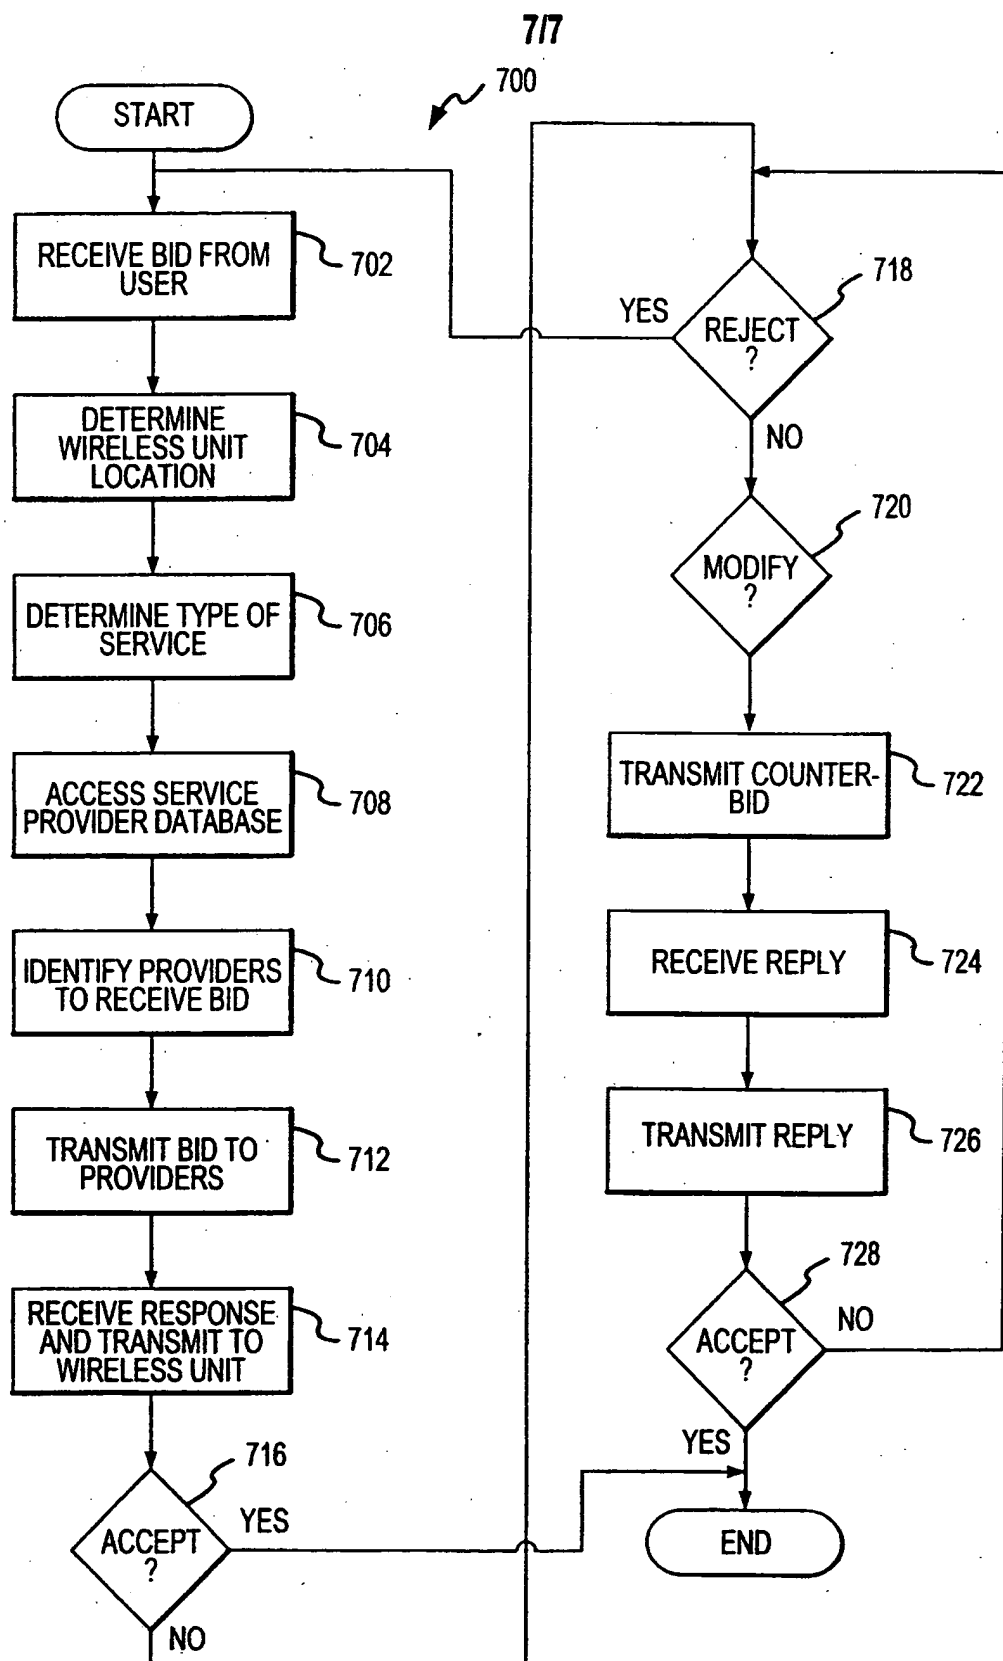 7/7
700
START
RECEIVE BID FROM
USER
702
DETERMINE
WIRELESS UNIT
LOCATION
704
DETERMINE TYPE OF
SERVICE
706
ACCESS SERVICE
PROVIDER DATABASE
708
IDENTIFY PROVIDERS
TO RECEIVE BID
710
TRANSMIT BID TO
PROVIDERS
712
RECEIVE RESPONSE
AND TRANSMIT TO
WIRELESS UNIT
714
716
ACCEPT
?
YES
NO
718
YES
REJECT
?
NO
720
MODIFY
?
TRANSMIT COUNTER-
BID
722
RECEIVE REPLY
724
TRANSMIT REPLY
726
728
ACCEPT
?
NO
YES
END